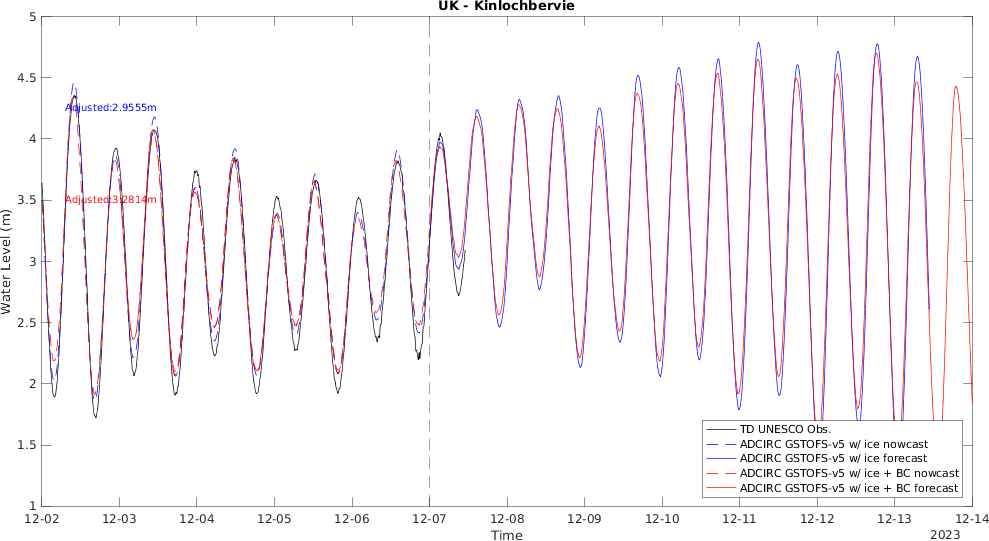 UK - Kinlochbervie
5
4.5
4
3.5
3
2.5
2
1.5
1
Water Level (m)
Adjusted:2.9555m
Adjusted:3.2814m
TD UNESCO Obs.
ADCIRC GSTOFS-v5 w/ ice nowcast
ADCIRC GSTOFS-v5 w/ ice forecast
ADCIRC GSTOFS-v5 w/ ice + BC nowcast
ADCIRC GSTOFS-v5 w/ ice + BC forecast
12-02 12-03 12-04 12-05 12-06 12-07 12-08 12-09 12-10 12-11 12-12 12-13 12-14
Time
2023